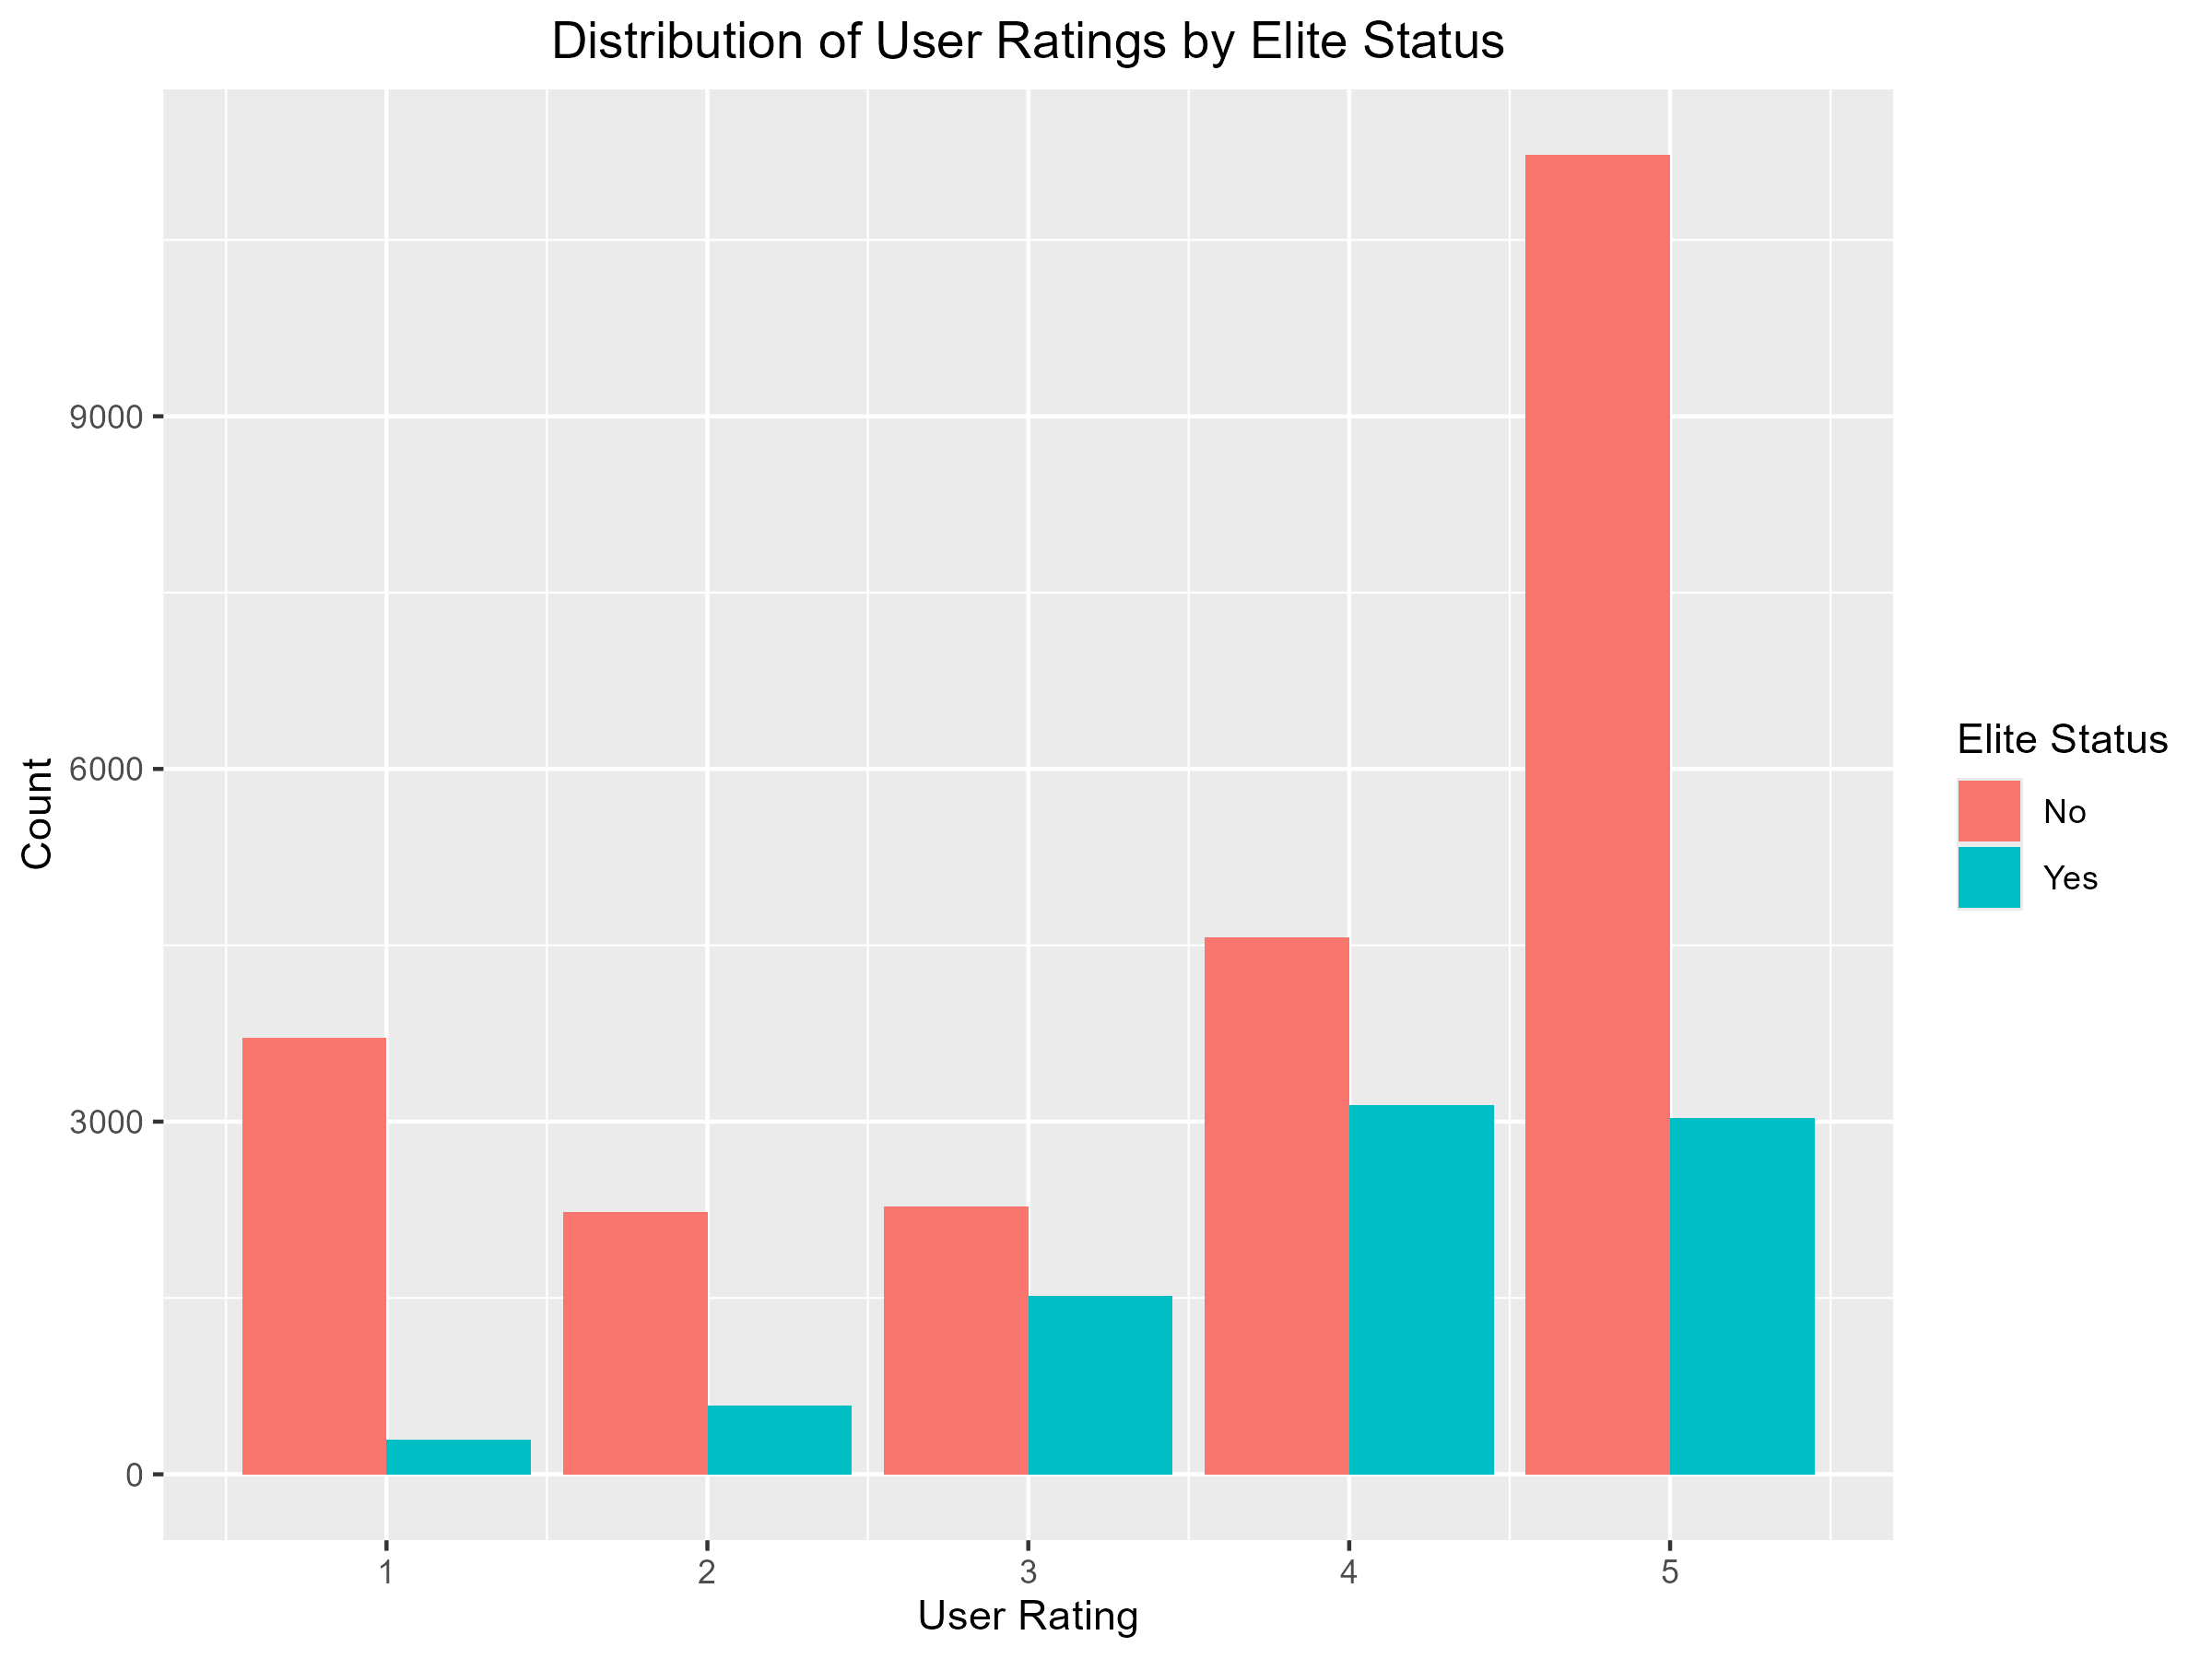 Distribution of User Ratings by Elite Status
Count
9000
6000
3000
0
1 2 3 4 5
User Rating
Elite Status
No
Yes